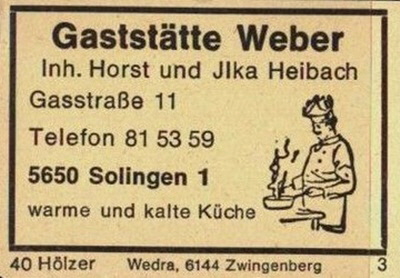 Gaststätte Weber
Inh. Horst und Jlka Heibach
Gasstraße 11
Telefon 81 53 59
5650 Solingen 1
warme und kalte Küche
40 Hölzer Wedra, 6144 Zwingenberg 3